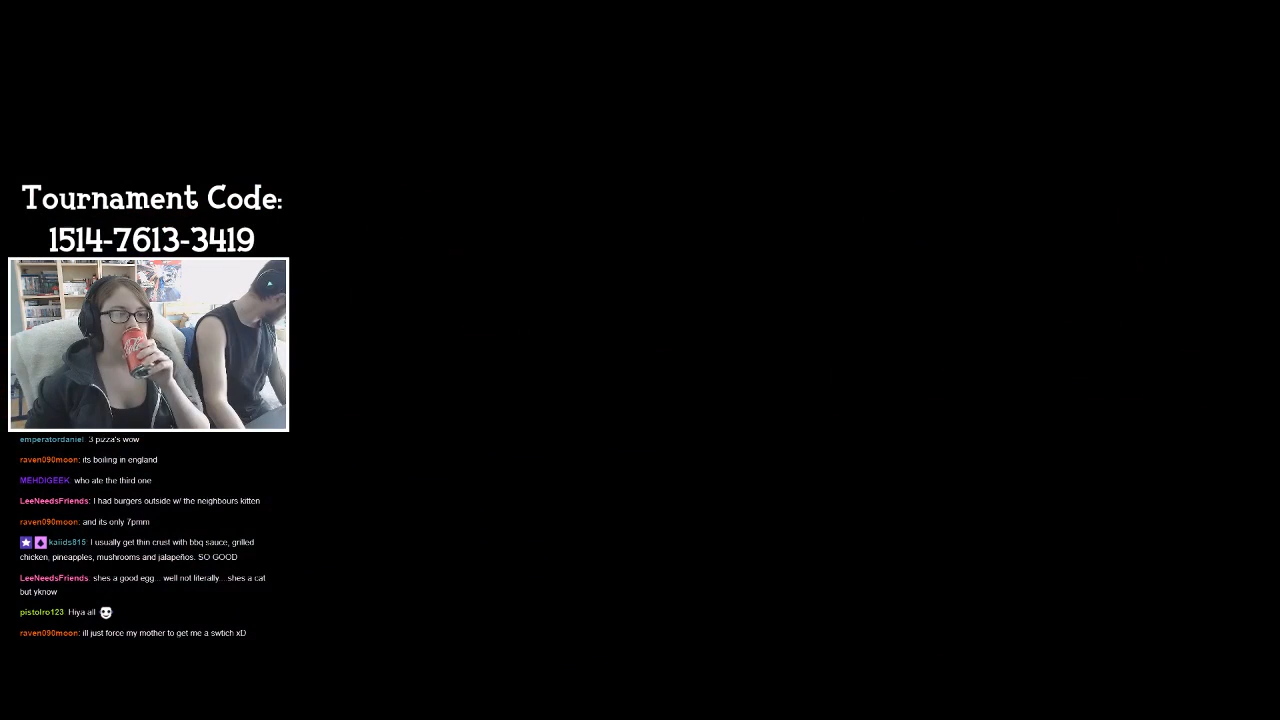 Tournament Code:
1514-7613-3419
emperatordaniel: 3 pizza's wow
raven090moon: its boiling in england
MEHDIGEEK: who ate the third one
LeeNeedsFriends: I had burgers outside w/ the neighbours kitten
raven090moon: and its only 7pmm
kaiids815 I usually get thin crust with bbq sauce, grilled
chicken, pineapples, mushrooms and jalapeños. SO GOOD
LeeNeedsFriends: shes a good egg... well not literally....shes a cat
but yknow
pistolro123 Hiya all
raven090moon: ill just force my mother to get me a swtich xD